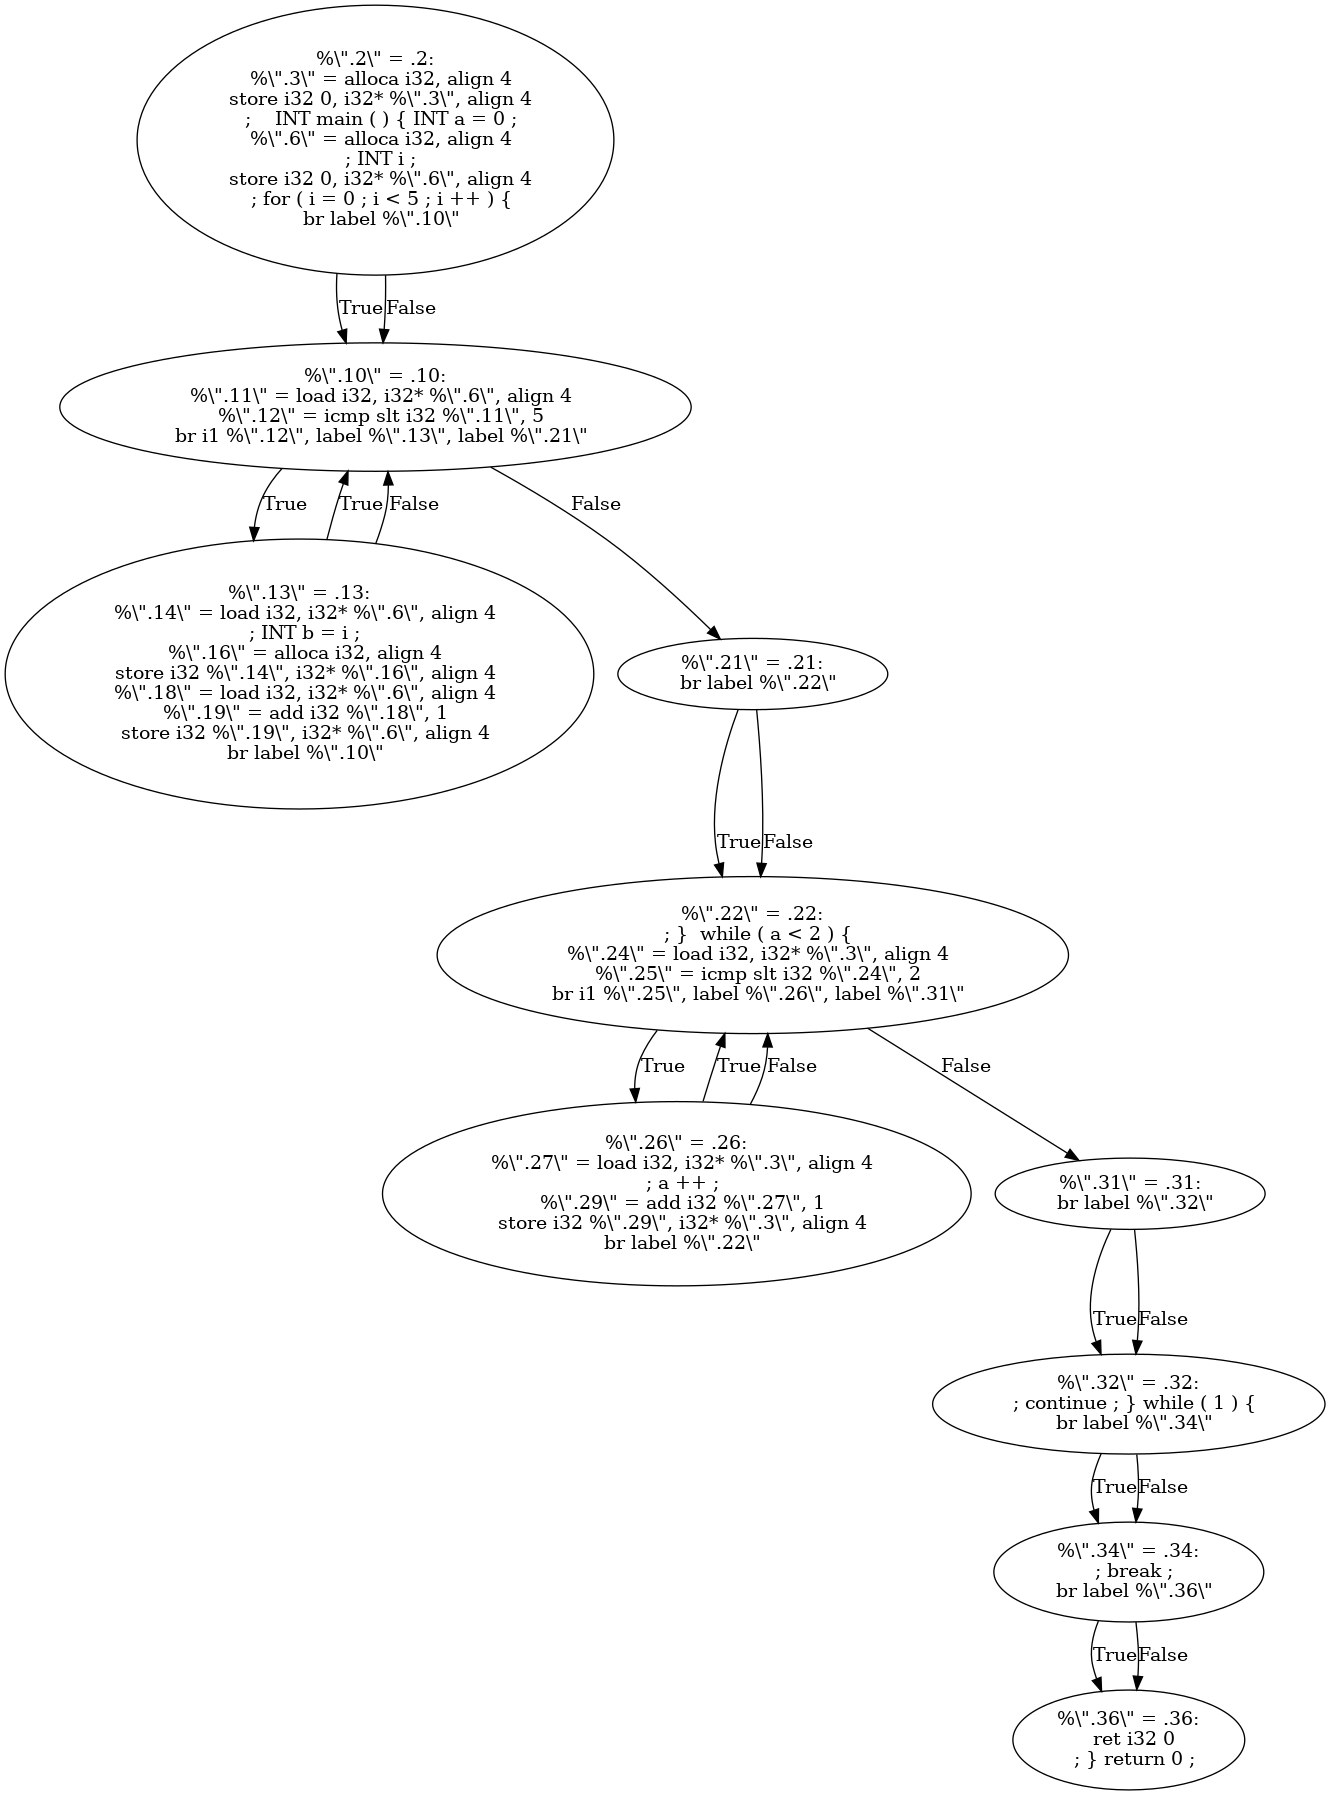 %\".2\" = .2:
%\".3\" = alloca i32, align 4
store i32 0, i32* %\".3\", align 4
; INT main ( ) { INT a = 0 ;
%\".6\" = alloca i32, align 4
; INT i ;
store i32 0, i32* %\".6\", align 4
; for ( i = 0 ; i < 5 ; i ++ ) {
br label %\".10\"
True
False
%\".10\" = .10:
%\".11\" = load i32, i32* %\".6\", align 4
%\".12\" = icmp slt i32 %\".11\", 5
br i1 %\".12\", label %\".13\", label %\".21\"
True
True
False
False
%\".13\" = .13:
%\".14\" = load i32, i32* %\".6\", align 4
; INT b = i ;
%\".16\" = alloca i32, align 4
store i32 %\".14\", i32* %\".16\", align 4
%\".18\" = load i32, i32* %\".6\", align 4
%\".19\" = add i32 %\".18\", 1
store i32 %\".19\", i32* %\".6\", align 4
br label %\".10\"
%\".21\" = .21:
br label %\".22\"
True
False
%\".22\" = .22:
; } while ( a < 2 ) {
%\".24\" = load i32, i32* %\".3\", align 4
%\".25\" = icmp slt i32 %\".24\", 2
br i1 %\".25\", label %\".26\", label %\".31\"
True
True
False
False
%\".26\" = .26:
%\".27\" = load i32, i32* %\".3\", align 4
; a ++ ;
%\".29\" = add i32 %\".27\", 1
store i32 %\".29\", i32* %\".3\", align 4
br label %\".22\"
%\".31\" = .31:
br label %\".32\"
True
False
%\".32\" = .32:
; continue ; } while ( 1 ) {
br label %\".34\"
True
False
%\".34\" = .34:
; break ;
br label %\".36\"
True
False
%\".36\" = .36:
ret i32 0
; } return 0 ;